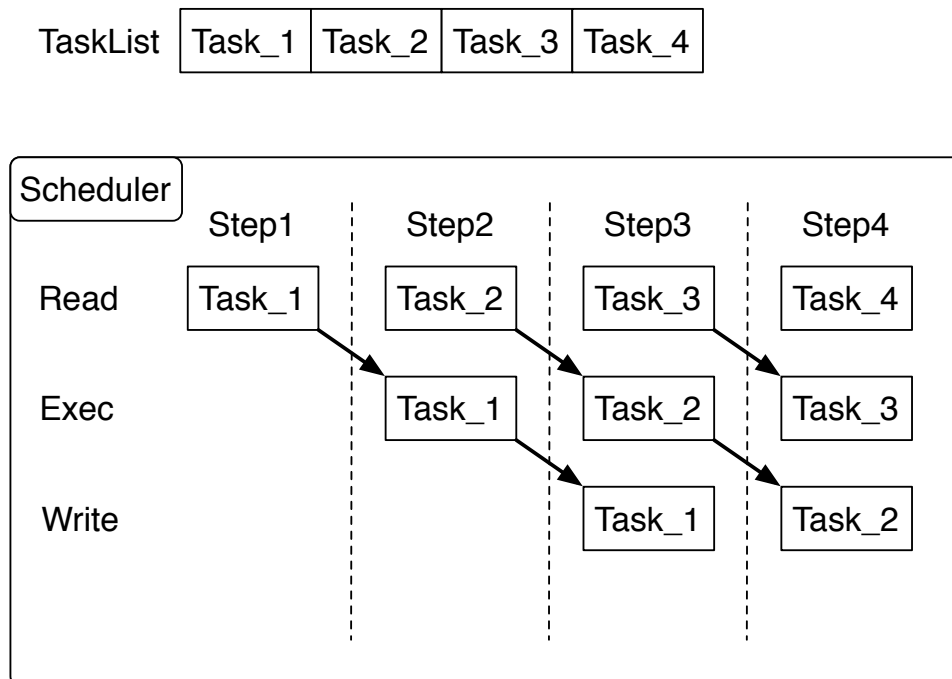 TaskList Task_1 Task_2 Task_3 Task_4
Scheduler
Step1 Step2 Step3 Step4
Read Task_1 Task_2 Task_3 Task_4
Exec Task_1 Task_2 Task_3
Write Task_1 Task_2